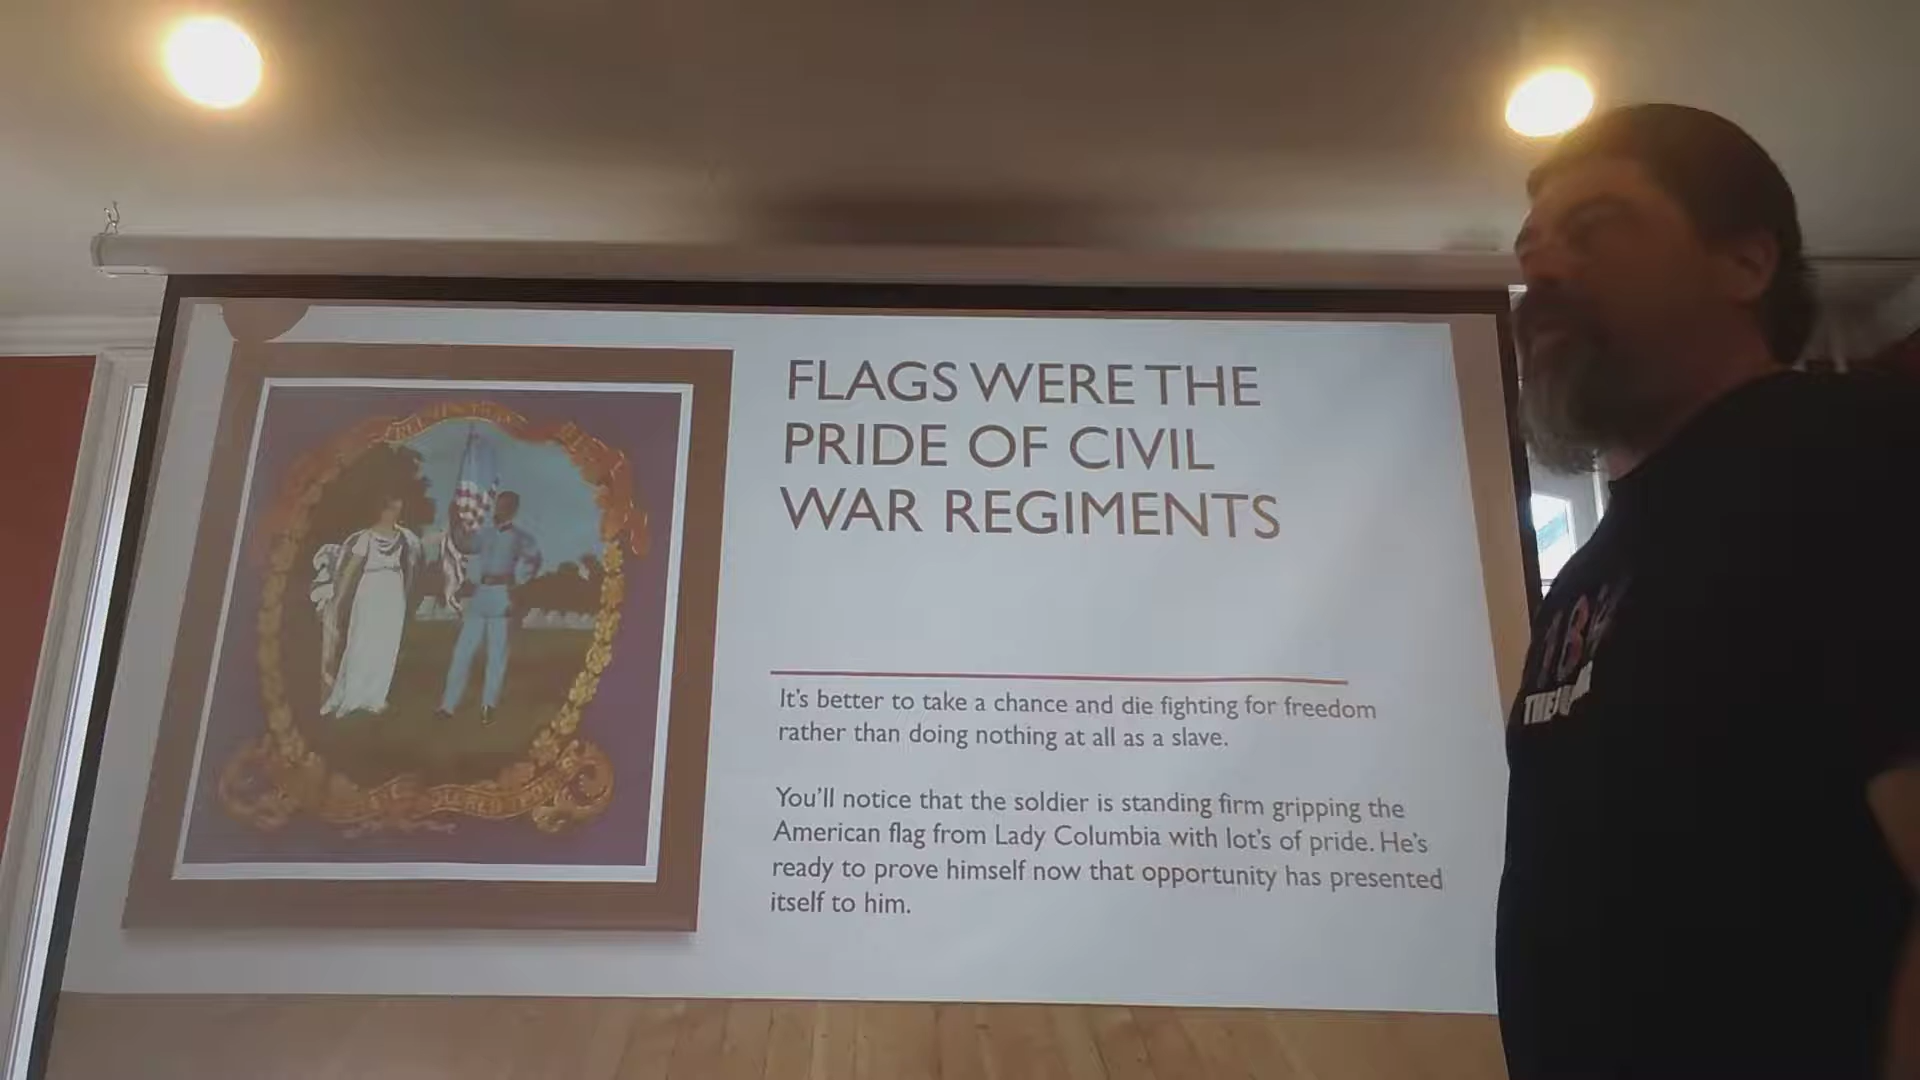 FLAGS WERE THE
PRIDE OF CIVIL
WAR REGIMENTS
It's better to take a chance and die fighting for freedom
rather than doing nothing at all as a slave.
You'll notice that the soldier is standing firm gripping the
American flag from Lady Columbia with lot's of pride. He's
ready to prove himself now that opportunity has presented
itself to him.